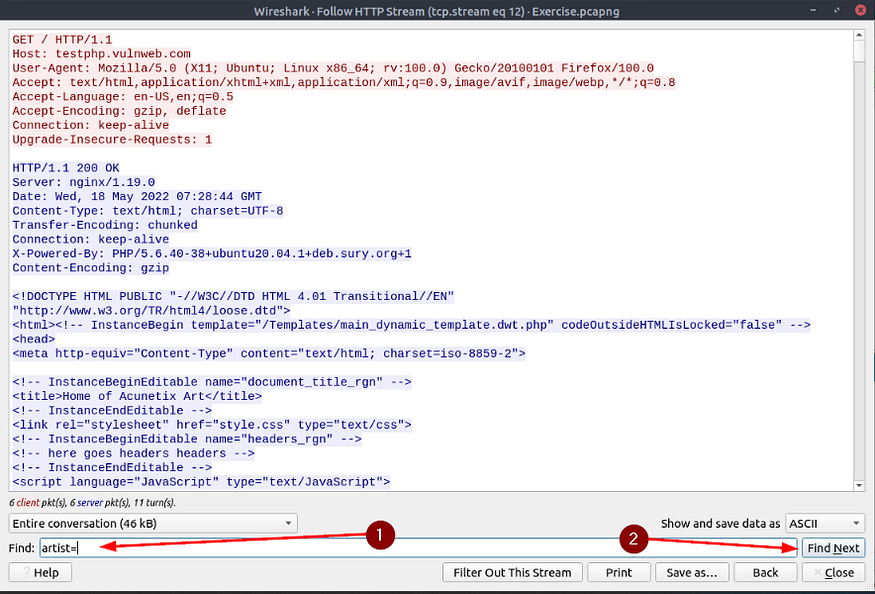 Wireshark · Follow HTTP Stream (tcp.stream eq 12) · Exercise.pcapng
GET / HTTP/1.1
Host: testphp.vulnweb.com
User-Agent: Mozilla/5.0 (X11; Ubuntu; Linux x86_64; rv:100.0) Gecko/20100101 Firefox/100.0
Accept: text/html,application/xhtml+xml,application/xml;q=0.9,image/avif,image/webp,*/*;q=0.8
Accept-Language: en-US,en;q=0.5
Accept-Encoding: gzip, deflate
Connection: keep-alive
Upgrade-Insecure-Requests: 1
HTTP/1.1 200 OK
Server: nginx/1.19.0
Date: Wed, 18 May 2022 07:28:44 GMT
Content-Type: text/html; charset=UTF-8
Transfer-Encoding: chunked
Connection: keep-alive
X-Powered-By: PHP/5.6.40-38+ubuntu20.04.1+deb.sury.org+1
Content-Encoding: gzip
<!DOCTYPE HTML PUBLIC "-//W3C//DTD HTML 4.01 Transitional//EN"
"http://www.w3.org/TR/html4/loose.dtd">
<html><!-- InstanceBegin template="/Templates/main_dynamic_template.dwt.php" codeOutsideHTMLIsLocked="false" -->
<head>
<meta http-equiv="Content-Type" content="text/html; charset=iso-8859-2">
<!-- InstanceBeginEditable name="document_title_rgn" -->
<title>Home of Acunetix Art</title>
<!-- InstanceEndEditable -->
<link rel="stylesheet" href="style.css" type="text/css">
<!-- InstanceBeginEditable name="headers_rgn" -->
<!-- here goes headers headers -->
<!-- InstanceEndEditable -->
<script language="JavaScript" type="text/JavaScript">
6 client pkt(s), 6 server pkt(s), 11 turn(s).
Entire conversation (46 kB) Show and save data as ASCII
1
2
Find: artist= Find Next
? Help Filter Out This Stream Print Save as... Back × Close